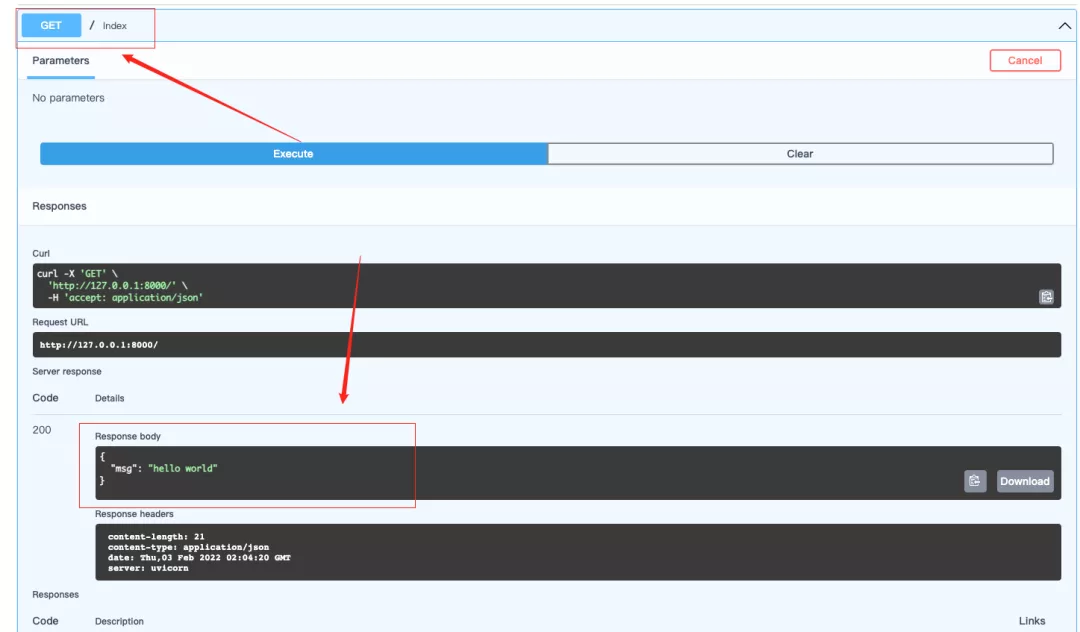 GET / Index
Parameters
Cancel
No parameters
Execute
Clear
Responses
Curl
curl -X 'GET' \
'http://127.0.0.1:8000/' \
-H 'accept: application/json'
Request URL
http://127.0.0.1:8000/
Server response
Code Details
200
Response body
{
"msg": "hello world"
}
Download
Response headers
content-length: 21
content-type: application/json
date: Thu,03 Feb 2022 02:04:20 GMT
server: uvicorn
Responses
Code Description Links